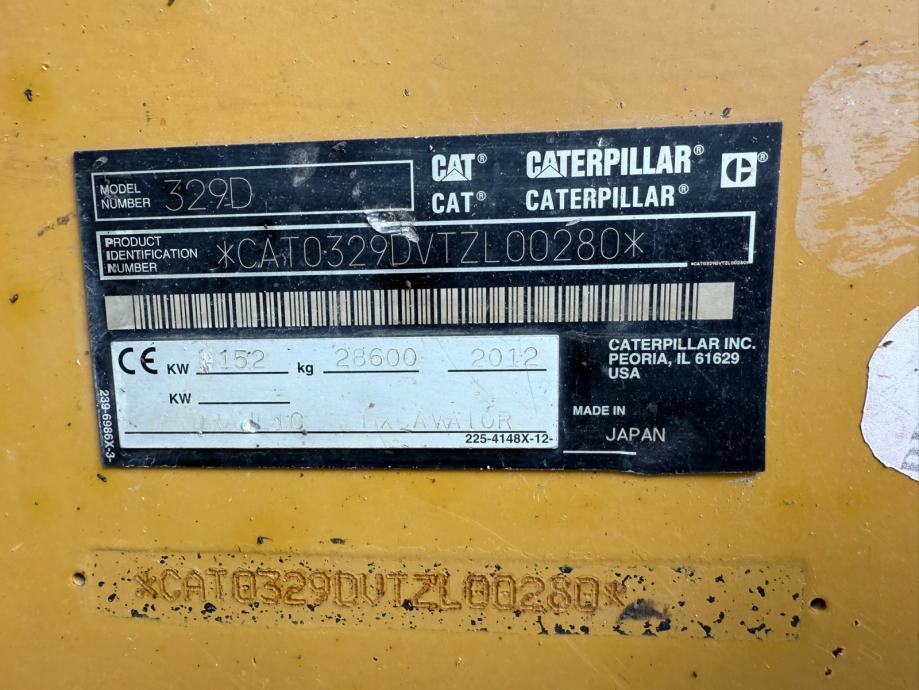 MODEL NUMBER 329D
CAT® CATERPILLAR® ®
CAT® CATERPILLAR®
PRODUCT IDENTIFICATION NUMBER *CAT0329DVTZL00280*
*CAT0329DVTZL00280*
CE KW 152 kg 28600 2012
KW
225-4148X-12-
239-6986X-3-
CATERPILLAR INC.
PEORIA, IL 61629
USA
MADE IN
JAPAN
*CAT0329DVTZL00280*